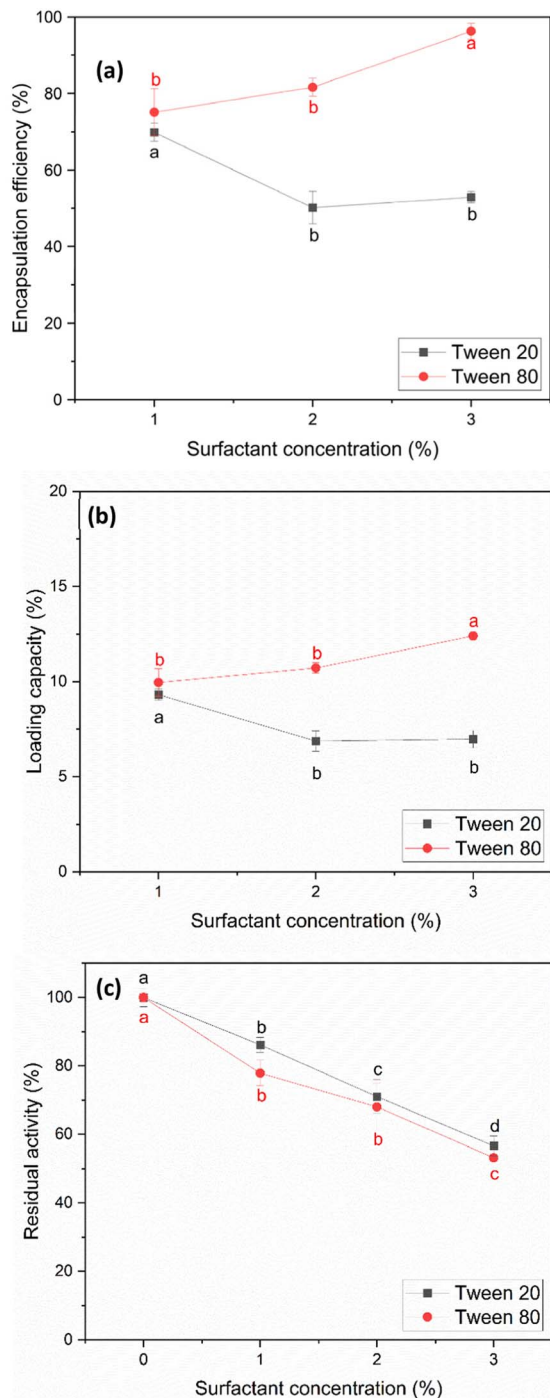 (a)
Encapsulation efficiency (%)
100
80
60
40
20
0
b
b
a
a
b
b
Tween 20
Tween 80
1 2 3
Surfactant concentration (%)
(b)
Loading capacity (%)
20
15
10
5
0
b
b
a
a
b
b
Tween 20
Tween 80
1 2 3
Surfactant concentration (%)
(c)
Residual activity (%)
100
80
60
40
20
0
a
a
b
b
c
b
d
c
Tween 20
Tween 80
0 1 2 3
Surfactant concentration (%)